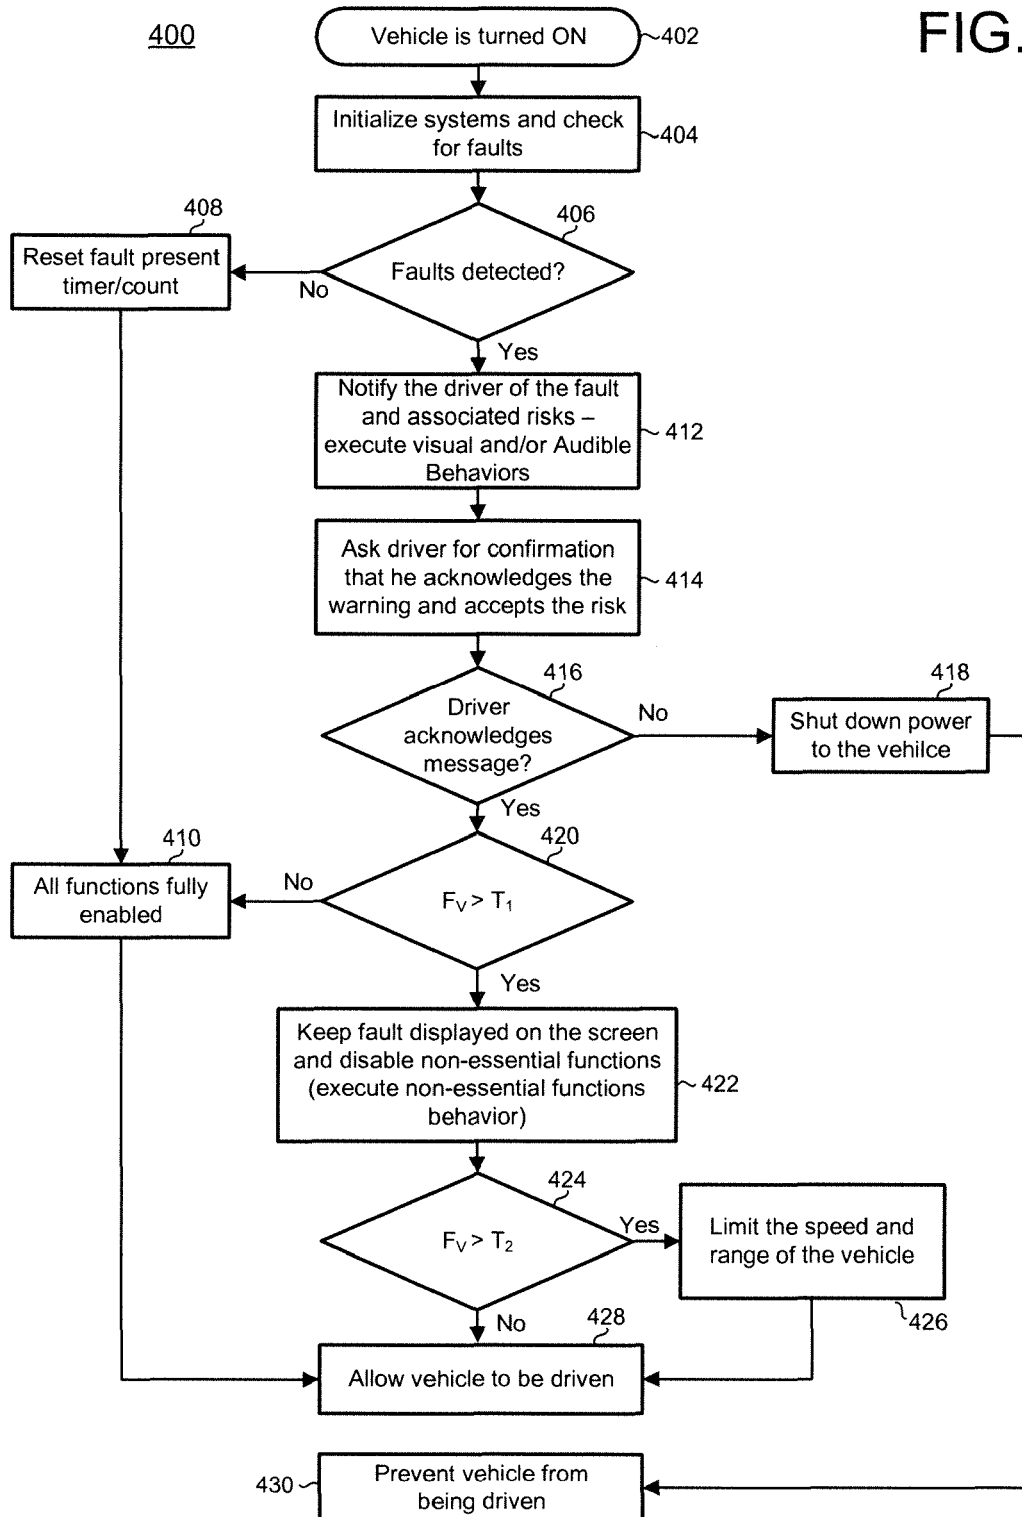 400
FIG.
Vehicle is turned ON
402
Initialize systems and check
for faults
404
408
406
Reset fault present
timer/count
Faults detected?
No
Yes
Notify the driver of the fault
and associated risks –
execute visual and/or Audible
Behaviors
412
Ask driver for confirmation
that he acknowledges the
warning and accepts the risk
414
416
418
Driver
acknowledges
message?
No
Shut down power
to the vehilce
Yes
410
420
All functions fully
enabled
No
FV > T1
Yes
Keep fault displayed on the screen
and disable non-essential functions
(execute non-essential functions
behavior)
422
424
FV > T2
Yes
Limit the speed and
range of the vehicle
426
No
428
Allow vehicle to be driven
430
Prevent vehicle from
being driven